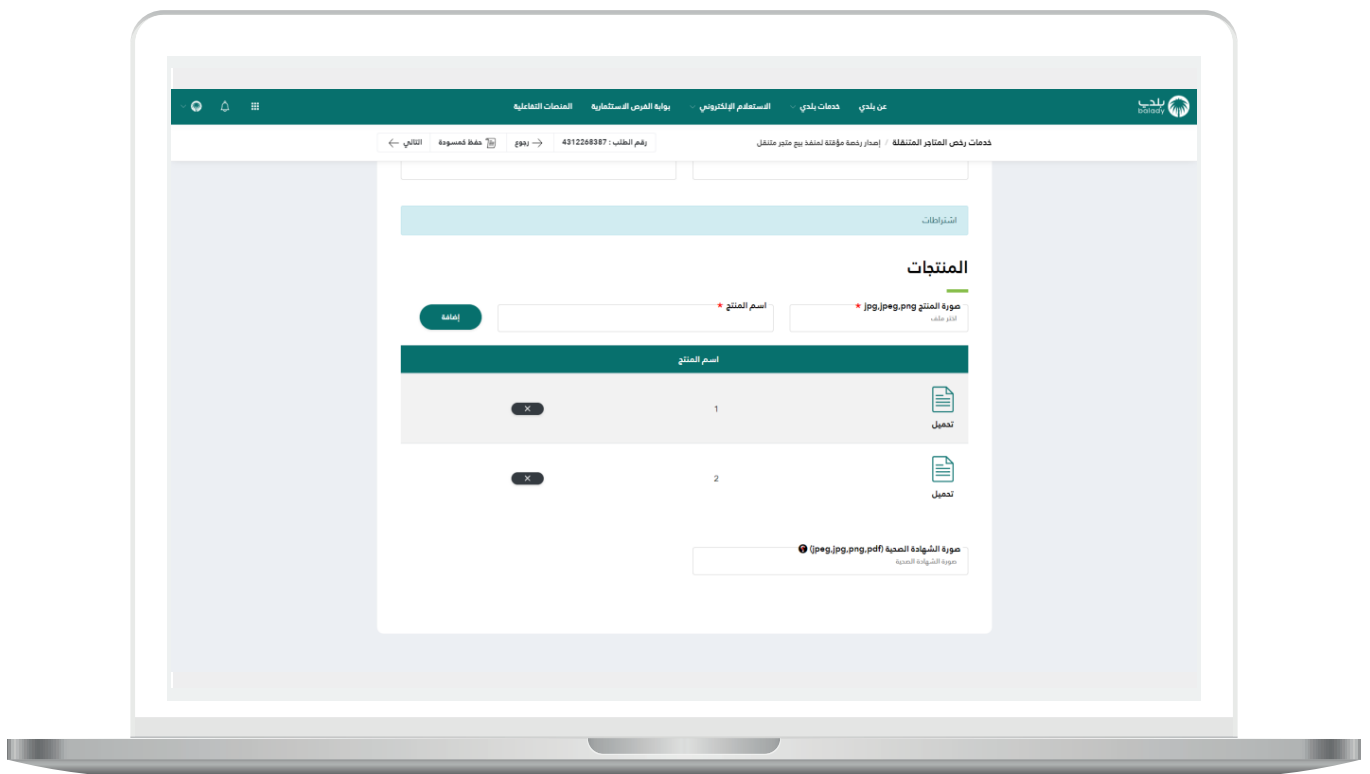 بلدي
balady
عن بلدي
خدمات بلدي
الاستعلام الإلكتروني
بوابة الفرص الاستثمارية
المنصات التفاعلية
خدمات رخص المتاجر المتنقلة / إصدار رخصة مؤقتة لمنفذ بيع متجر متنقل
رقم الطلب : 4312268387
رجوع
حفظ كمسودة
التالي
اشتراطات
المنتجات
صورة المنتج jpg,jpeg,png *
اختر ملف
اسم المنتج *
إضافة
اسم المنتج
تحميل
1
تحميل
2
صورة الشهادة الصحية (jpeg,jpg,png,pdf)
صورة الشهادة الصحية